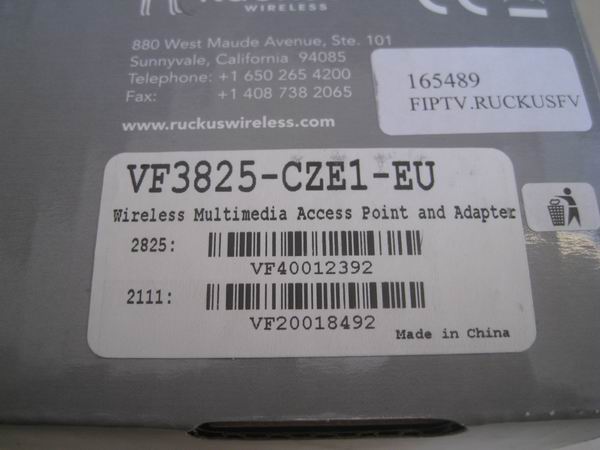 WIRELESS
880 West Maude Avenue, Ste. 101
Sunnyvale, California 94085
Telephone: +1 650 265 4200
Fax: +1 408 738 2065
www.ruckuswireless.com
165489
FIPTV.RUCKUSFV
VF3825-CZE1-EU
Wireless Multimedia Access Point and Adapter
2825:
VF40012392
2111:
VF20018492
Made in China